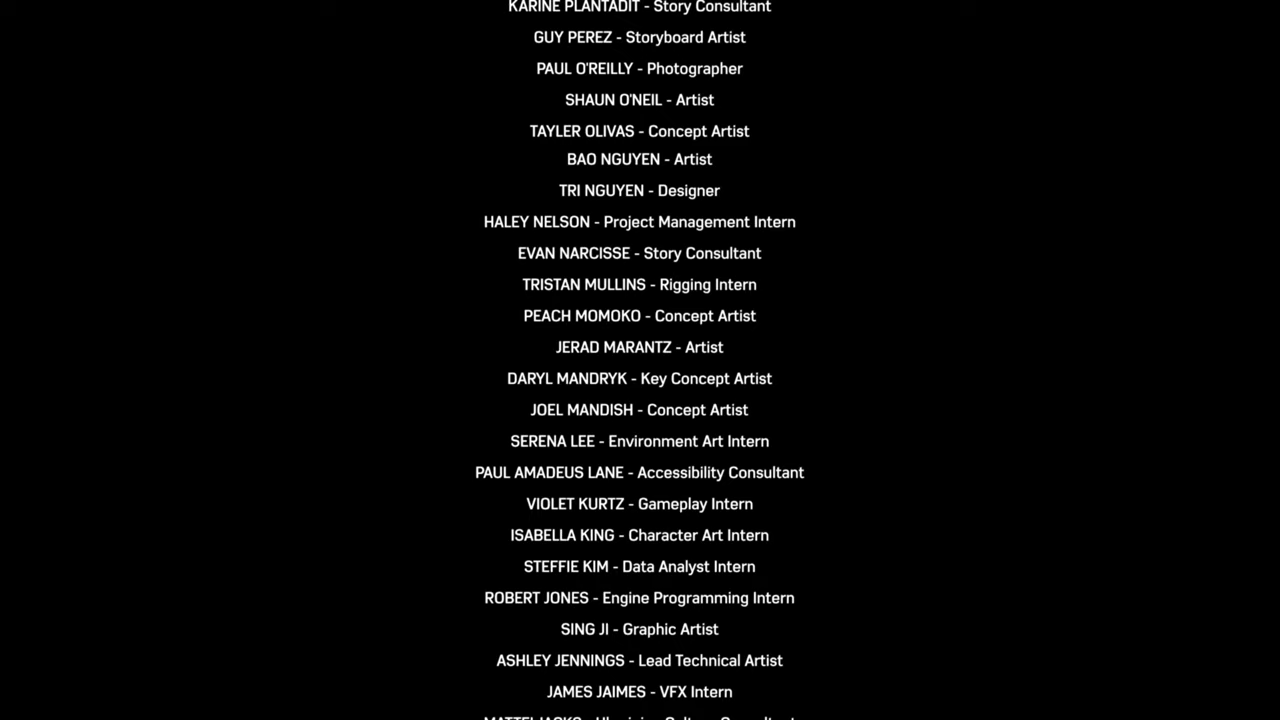 KARINE PLANTADIT - Story Consultant
GUY PEREZ - Storyboard Artist
PAUL O'REILLY - Photographer
SHAUN O'NEIL - Artist
TAYLER OLIVAS - Concept Artist
BAO NGUYEN - Artist
TRI NGUYEN - Designer
HALEY NELSON - Project Management Intern
EVAN NARCISSE - Story Consultant
TRISTAN MULLINS - Rigging Intern
PEACH MOMOKO - Concept Artist
JERAD MARANTZ - Artist
DARYL MANDRYK - Key Concept Artist
JOEL MANDISH - Concept Artist
SERENA LEE - Environment Art Intern
PAUL AMADEUS LANE - Accessibility Consultant
VIOLET KURTZ - Gameplay Intern
ISABELLA KING - Character Art Intern
STEFFIE KIM - Data Analyst Intern
ROBERT JONES - Engine Programming Intern
SING JI - Graphic Artist
ASHLEY JENNINGS - Lead Technical Artist
JAMES JAIMES - VFX Intern